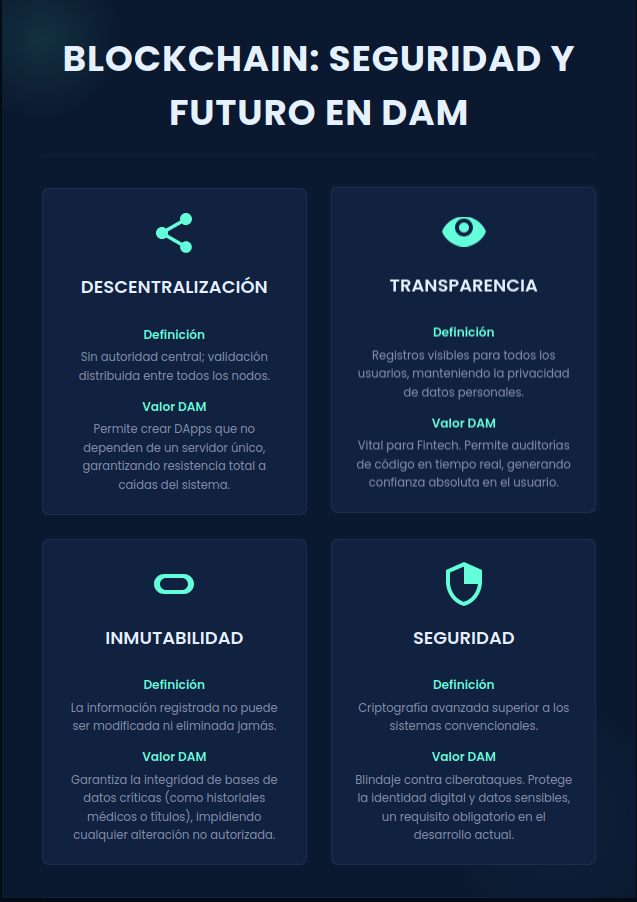 BLOCKCHAIN: SEGURIDAD Y
FUTURO EN DAM
DESCENTRALIZACIÓN
Definición
Sin autoridad central; validación
distribuida entre todos los nodos.
Valor DAM
Permite crear DApps que no
dependen de un servidor único,
garantizando resistencia total a
caídas del sistema.
TRANSPARENCIA
Definición
Registros visibles para todos los
usuarios, manteniendo la privacidad
de datos personales.
Valor DAM
Vital para Fintech. Permite auditorías
de código en tiempo real, generando
confianza absoluta en el usuario.
INMUTABILIDAD
Definición
La información registrada no puede
ser modificada ni eliminada jamás.
Valor DAM
Garantiza la integridad de bases de
datos críticas (como historiales
médicos o títulos), impidiendo
cualquier alteración no autorizada.
SEGURIDAD
Definición
Criptografía avanzada superior a los
sistemas convencionales.
Valor DAM
Blindaje contra ciberataques. Protege
la identidad digital y datos sensibles,
un requisito obligatorio en el
desarrollo actual.